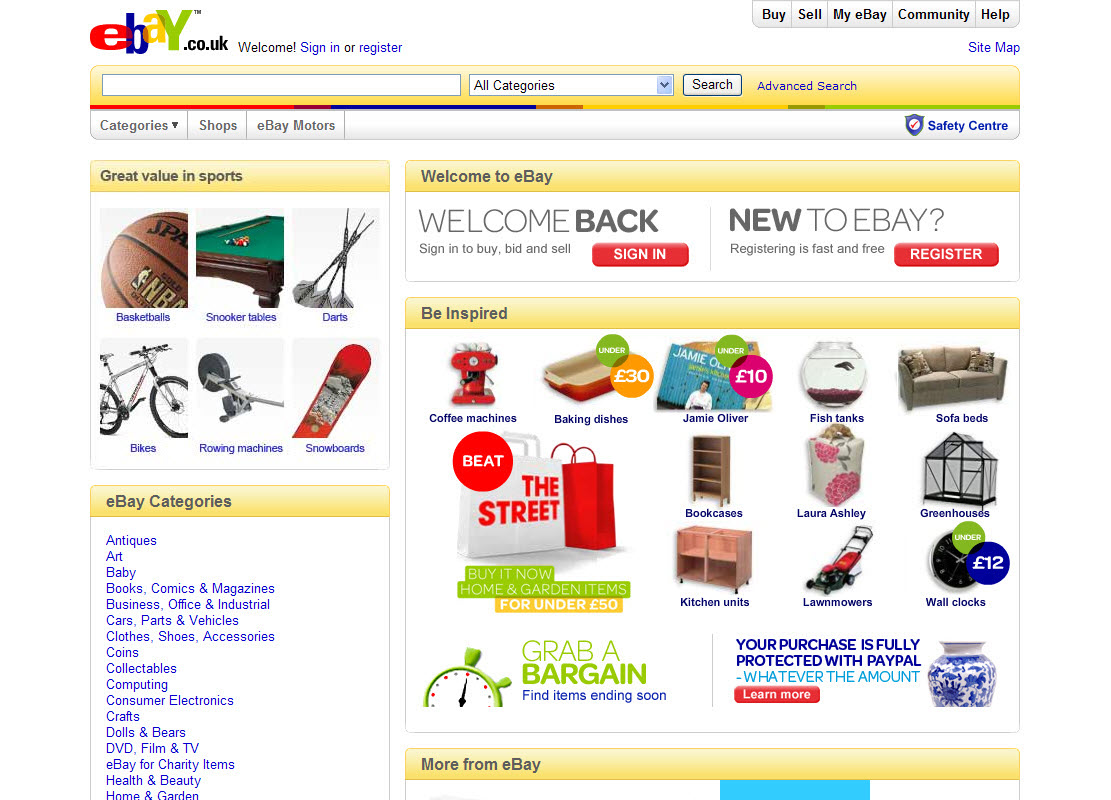 ebay™.co.uk
Welcome! Sign in or register
Buy
Sell
My eBay
Community
Help
Site Map
All Categories
Search
Advanced Search
Categories
Shops
eBay Motors
Safety Centre
Great value in sports
SPA
NBA
Basketballs
Snooker tables
Darts
Bikes
Rowing machines
Snowboards
eBay Categories
Antiques
Art
Baby
Books, Comics & Magazines
Business, Office & Industrial
Cars, Parts & Vehicles
Clothes, Shoes, Accessories
Coins
Collectables
Computing
Consumer Electronics
Crafts
Dolls & Bears
DVD, Film & TV
eBay for Charity Items
Health & Beauty
Home & Garden
Welcome to eBay
WELCOME BACK
Sign in to buy, bid and sell
SIGN IN
NEW TO EBAY?
Registering is fast and free
REGISTER
Be Inspired
Coffee machines
UNDER
£30
Baking dishes
JAMIE OLI
UNDER
£10
Jamie Oliver
Fish tanks
Sofa beds
BEAT
THE
STREET
BUY IT NOW
HOME & GARDEN ITEMS
FOR UNDER £50
Bookcases
Laura Ashley
Greenhouses
Kitchen units
Lawnmowers
UNDER
£12
Wall clocks
GRAB A
BARGAIN
Find items ending soon
YOUR PURCHASE IS FULLY
PROTECTED WITH PAYPAL
- WHATEVER THE AMOUNT
Learn more
More from eBay